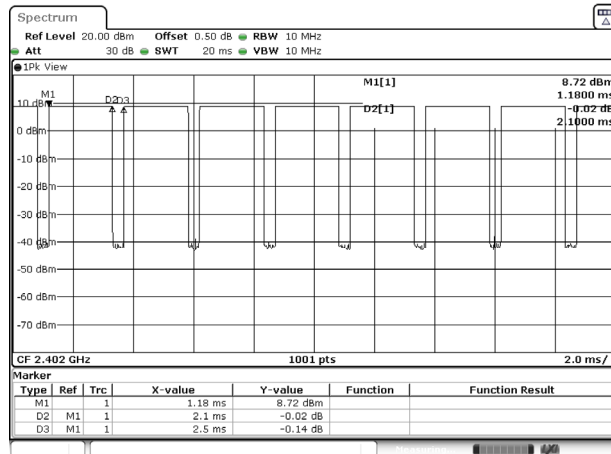 Spectrum
Ref Level 20.00 dBm Offset 0.50 dB RBW 10 MHz
Att 30 dB SWT 20 ms VBW 10 MHz
1Pk View
M1[1] 8.72 dBm
1.1800 ms
D2[1] -0.02 dB
2.1000 ms
M1
D2 D3
10 dBm
0 dBm
-10 dBm
-20 dBm
-30 dBm
-40 dBm
-50 dBm
-60 dBm
-70 dBm
CF 2.402 GHz 1001 pts 2.0 ms/
Marker
Type Ref Trc X-value Y-value Function Function Result
M1 1 1.18 ms 8.72 dBm
D2 M1 1 2.1 ms -0.02 dB
D3 M1 1 2.5 ms -0.14 dB
Measuring